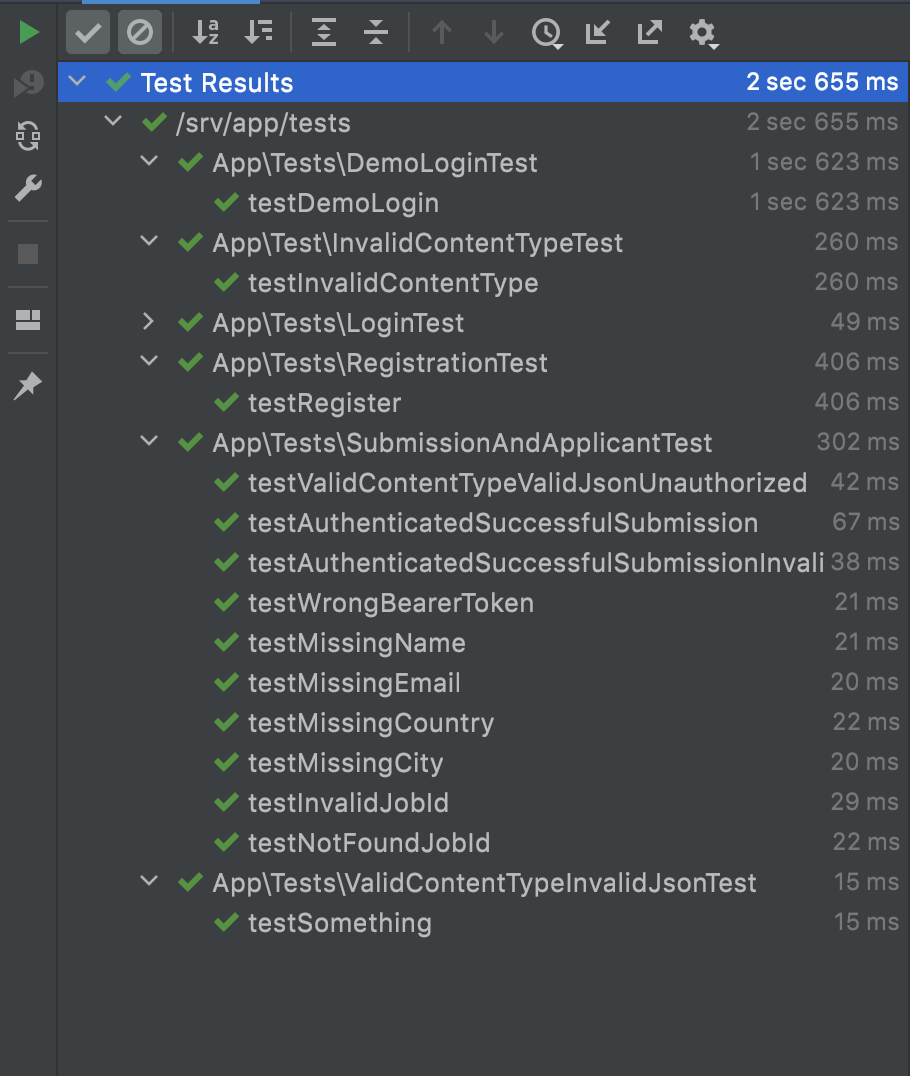 Test Results 2 sec 655 ms
/srv/app/tests 2 sec 655 ms
App\Tests\DemoLoginTest 1 sec 623 ms
testDemoLogin 1 sec 623 ms
App\Test\InvalidContentTypeTest 260 ms
testInvalidContentType 260 ms
App\Tests\LoginTest 49 ms
App\Tests\RegistrationTest 406 ms
testRegister 406 ms
App\Tests\SubmissionAndApplicantTest 302 ms
testValidContentTypeValidJsonUnauthorized 42 ms
testAuthenticatedSuccessfulSubmission 67 ms
testAuthenticatedSuccessfulSubmissionInvali 38 ms
testWrongBearerToken 21 ms
testMissingName 21 ms
testMissingEmail 20 ms
testMissingCountry 22 ms
testMissingCity 20 ms
testInvalidJobId 29 ms
testNotFoundJobId 22 ms
App\Tests\ValidContentTypeInvalidJsonTest 15 ms
testSomething 15 ms